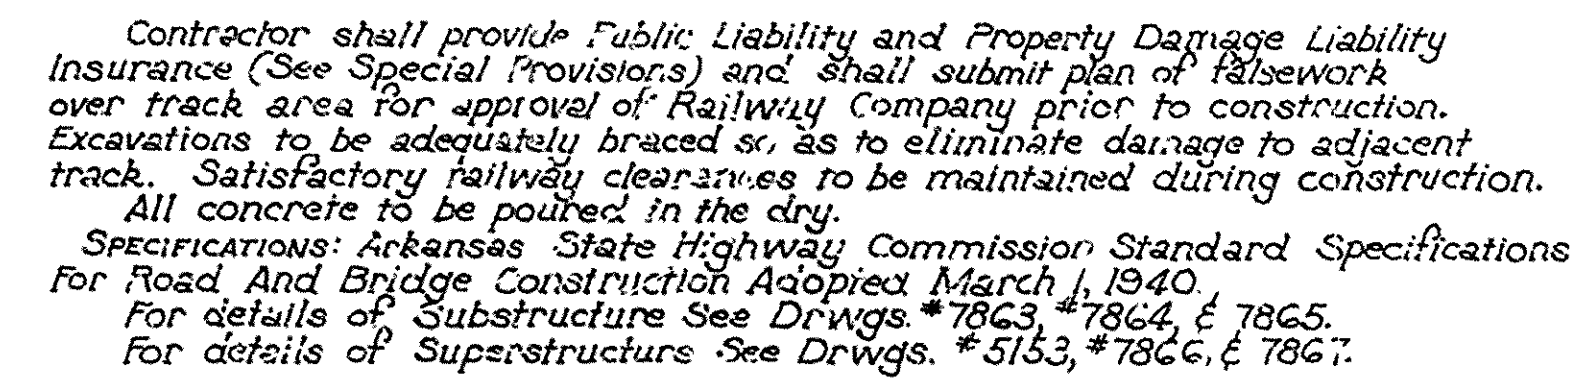 Contractor shall provide Public Liability and Property Damage Liability
Insurance (See Special Provisions) and shall submit plan of falsework
over track area for approval of Railway Company prior to construction.
Excavations to be adequately braced so as to eliminate damage to adjacent
track. Satisfactory railway clearances to be maintained during construction.
All concrete to be poured in the dry.
SPECIFICATIONS: Arkansas State Highway Commission Standard Specifications
For Road And Bridge Construction Adopted March 1, 1940.
For details of Substructure See Drwgs. #7863, #7864, & 7865.
For details of Superstructure See Drwgs. #5153, #7866, & 7867.